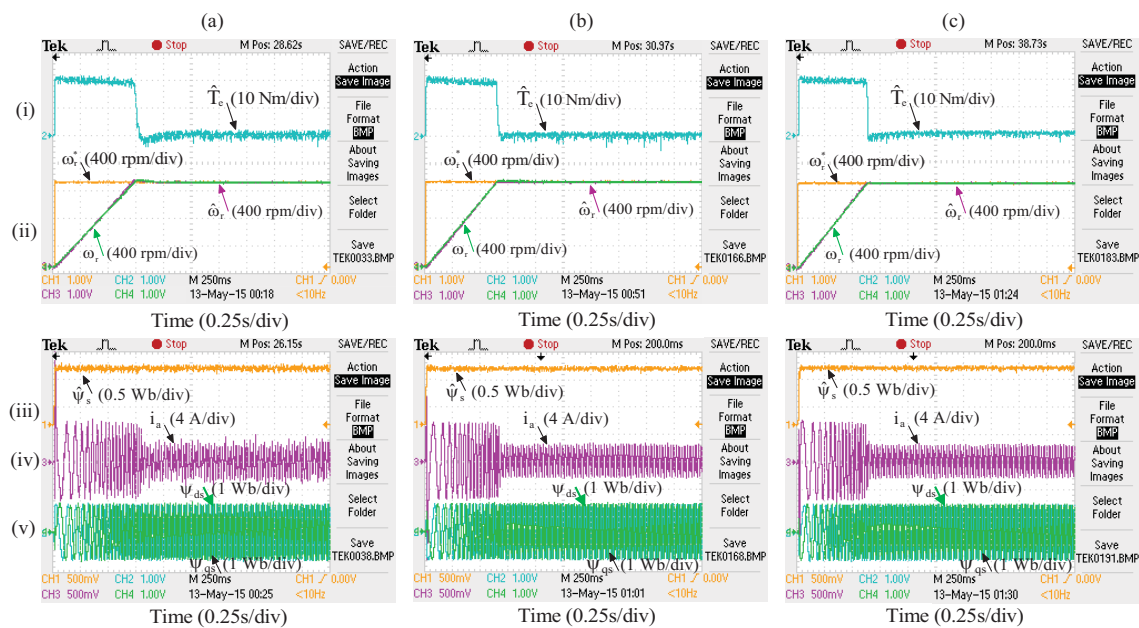 (a) (b) (c)
Tek Stop M Pos: 28.62s SAVE/REC
Action
Save Image
File
Format
BMP
About
Saving
Images
Select
Folder
Save
TEK0033.BMP
(i)
T̂e (10 Nm/div)
2
ωr* (400 rpm/div)
ω̂r (400 rpm/div)
(ii)
ωr (400 rpm/div)
CH1 1.00V CH2 1.00V M 250ms CH1 0.00V
CH3 1.00V CH4 1.00V 13-May-15 00:18 <10Hz
Time (0.25s/div)
Tek Stop M Pos: 30.97s SAVE/REC
Action
Save Image
File
Format
BMP
About
Saving
Images
Select
Folder
Save
TEK0166.BMP
T̂e (10 Nm/div)
2
ωr* (400 rpm/div)
ω̂r (400 rpm/div)
ωr (400 rpm/div)
CH1 1.00V CH2 1.00V M 250ms CH1 0.00V
CH3 1.00V CH4 1.00V 13-May-15 00:51 <10Hz
Time (0.25s/div)
Tek Stop M Pos: 38.73s SAVE/REC
Action
Save Image
File
Format
BMP
About
Saving
Images
Select
Folder
Save
TEK0183.BMP
T̂e (10 Nm/div)
2
ωr* (400 rpm/div)
ω̂r (400 rpm/div)
ωr (400 rpm/div)
CH1 1.00V CH2 1.00V M 250ms CH1 0.00V
CH3 1.00V CH4 1.00V 13-May-15 01:24 <10Hz
Time (0.25s/div)
Tek Stop M Pos: 26.15s SAVE/REC
Action
Save Image
File
Format
BMP
About
Saving
Images
Select
Folder
Save
TEK0038.BMP
ψ̂s (0.5 Wb/div)
(iii)
1
ia (4 A/div)
(iv)
3
ψds (1 Wb/div)
(v)
ψqs (1 Wb/div)
CH1 500mV CH2 1.00V M 250ms CH1 0.00V
CH3 500mV CH4 1.00V 13-May-15 00:25 <10Hz
Time (0.25s/div)
Tek Stop M Pos: 200.0ms SAVE/REC
Action
Save Image
File
Format
BMP
About
Saving
Images
Select
Folder
Save
TEK0168.BMP
ψ̂s (0.5 Wb/div)
1
ia (4 A/div)
3
ψds (1 Wb/div)
ψqs (1 Wb/div)
CH1 500mV CH2 1.00V M 250ms CH1 0.00V
CH3 500mV CH4 1.00V 13-May-15 01:01 <10Hz
Time (0.25s/div)
Tek Stop M Pos: 200.0ms SAVE/REC
Action
Save Image
File
Format
BMP
About
Saving
Images
Select
Folder
Save
TEK0191.BMP
ψ̂s (0.5 Wb/div)
1
ia (4 A/div)
3
ψds (1 Wb/div)
ψqs (1 Wb/div)
CH1 500mV CH2 1.00V M 250ms CH1 0.00V
CH3 500mV CH4 1.00V 13-May-15 01:30 <10Hz
Time (0.25s/div)